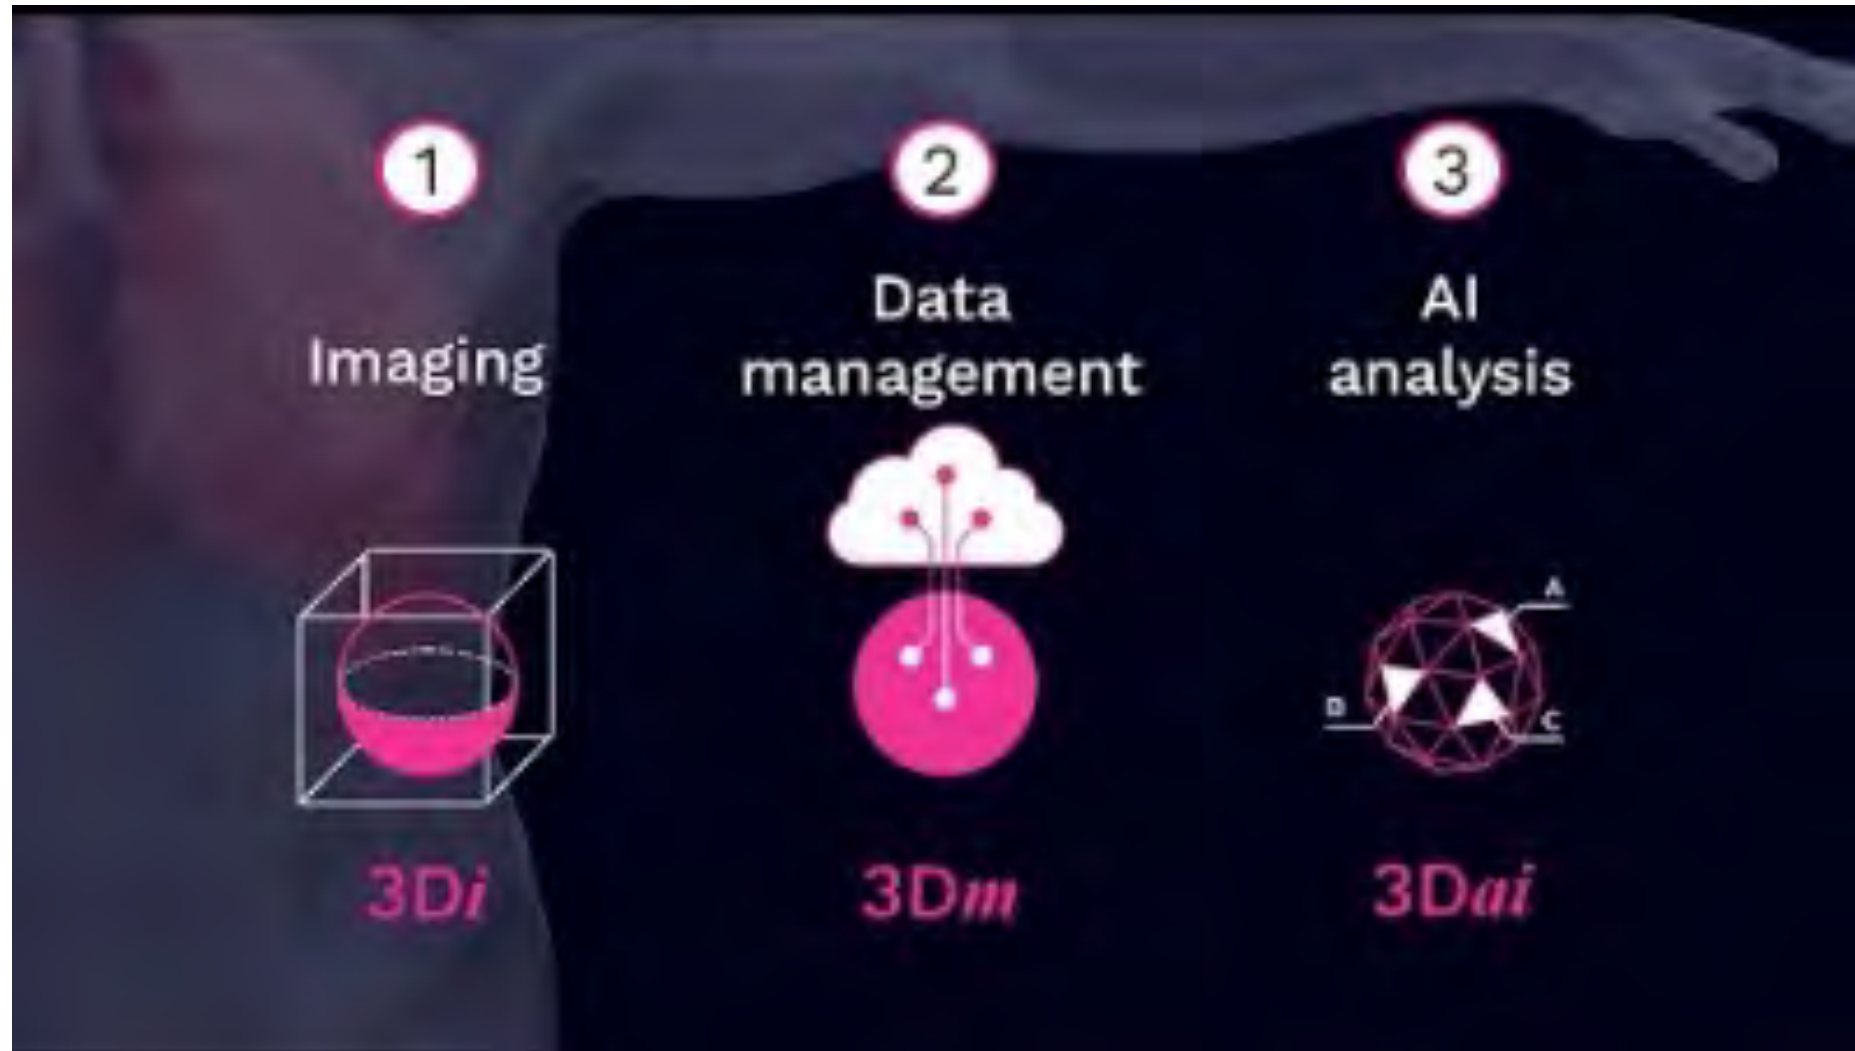 1
Imaging
3Di
2
Data
management
3Dm
3
AI
analysis
A
B
C
3Dai